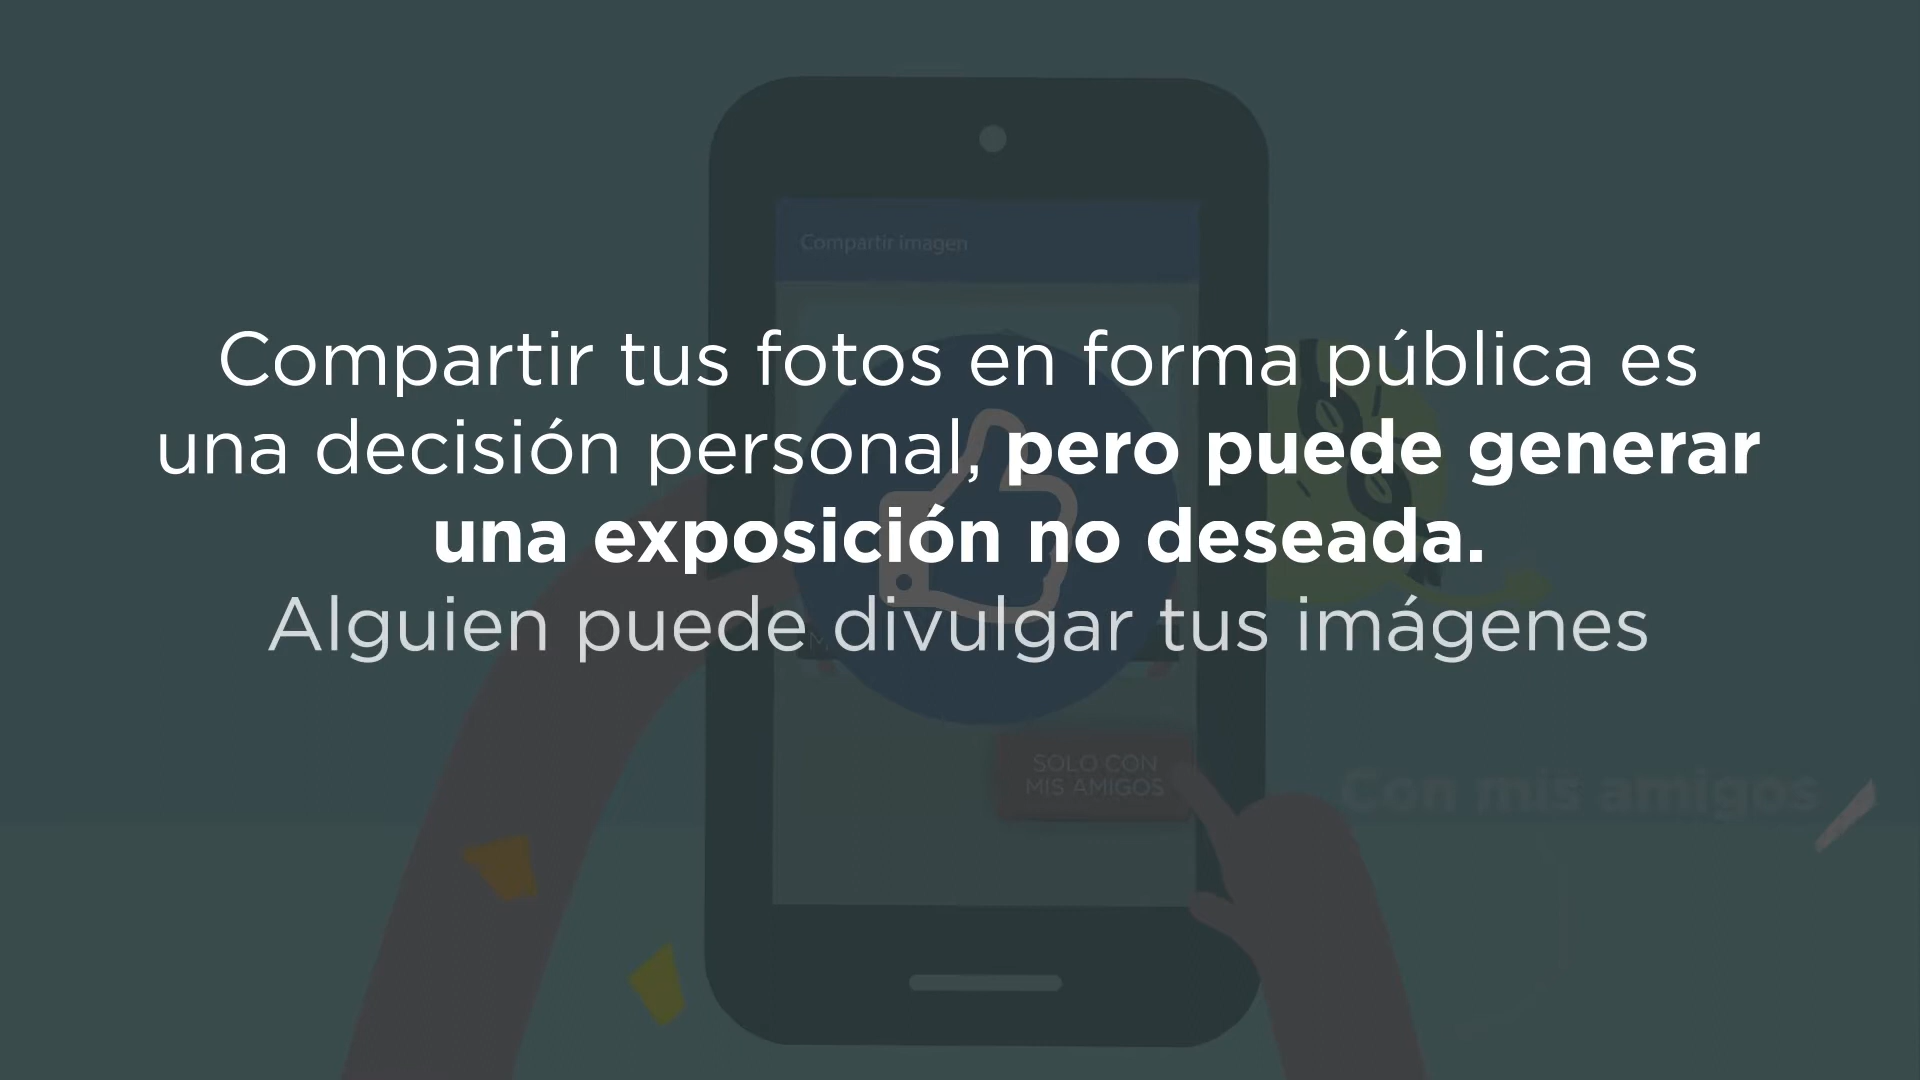 Compartir imagen
Compartir tus fotos en forma pública es
una decisión personal, pero puede generar
una exposición no deseada.
Alguien puede divulgar tus imágenes
SOLO CON
MIS AMIGOS
Con mis amigos